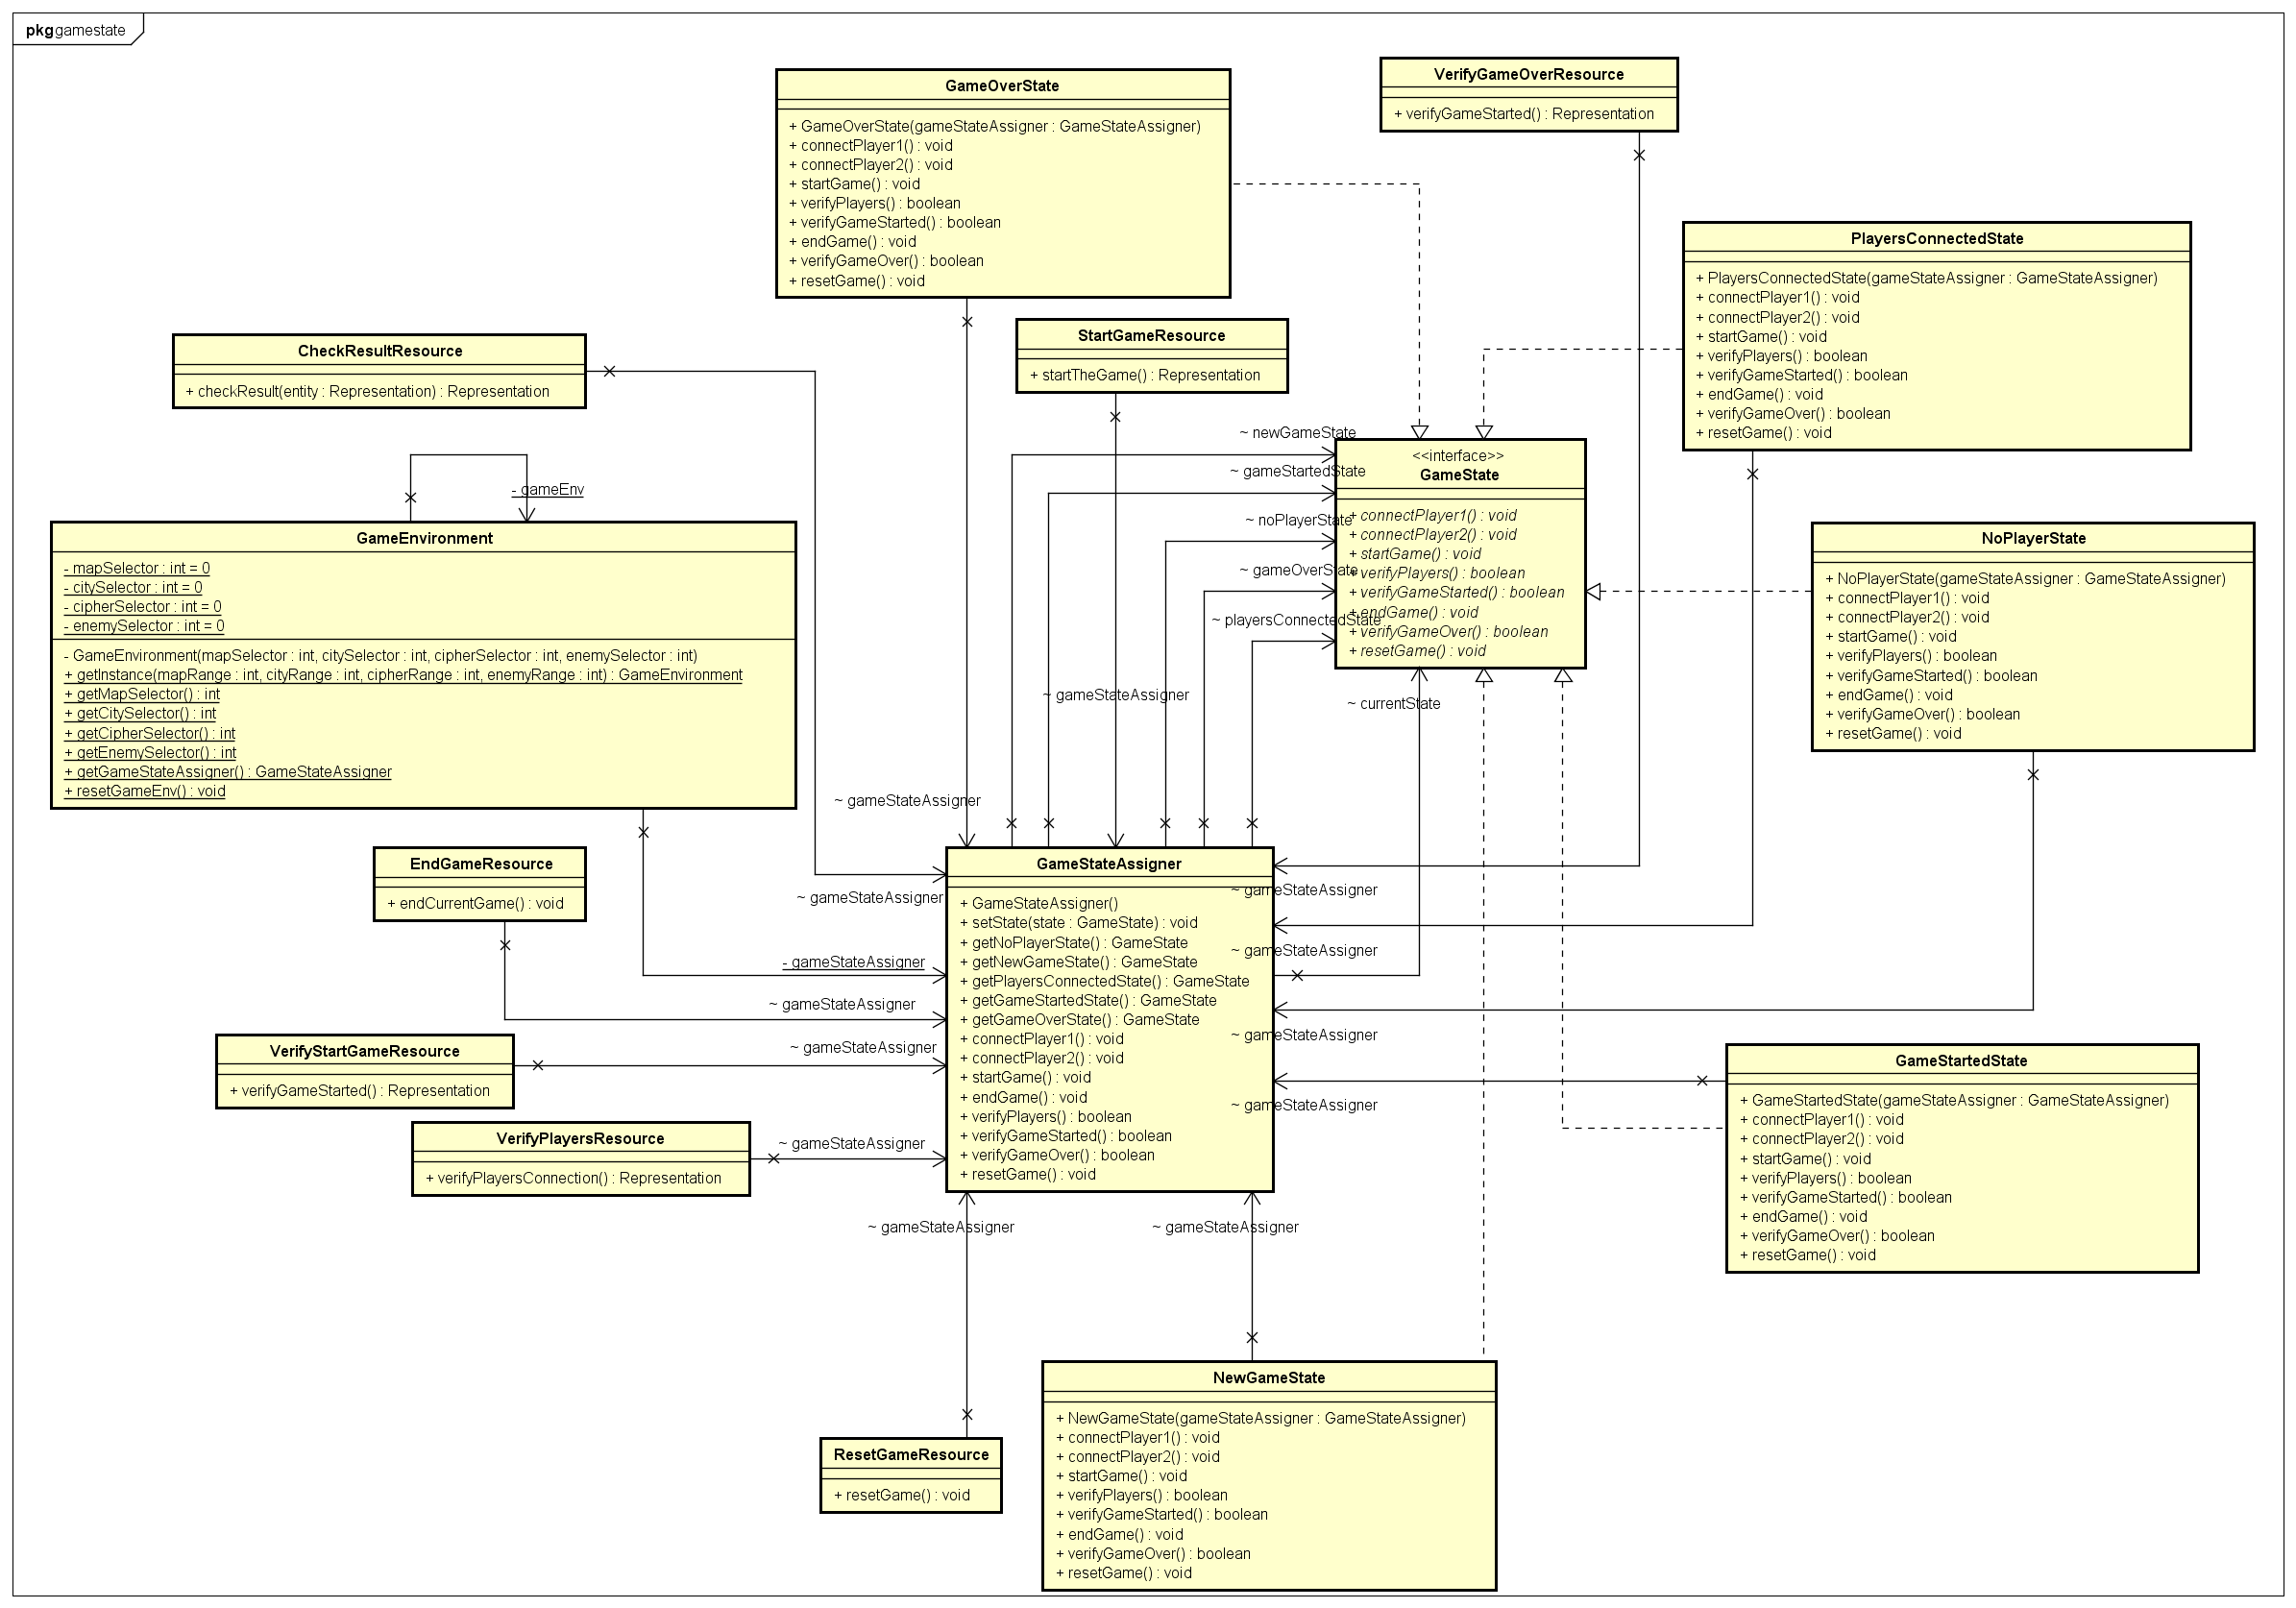 pkg gamestate
GameOverState
+ GameOverState(gameStateAssigner : GameStateAssigner)
+ connectPlayer1() : void
+ connectPlayer2() : void
+ startGame() : void
+ verifyPlayers() : boolean
+ verifyGameStarted() : boolean
+ endGame() : void
+ verifyGameOver() : boolean
+ resetGame() : void
VerifyGameOverResource
+ verifyGameStarted() : Representation
PlayersConnectedState
+ PlayersConnectedState(gameStateAssigner : GameStateAssigner)
+ connectPlayer1() : void
+ connectPlayer2() : void
+ startGame() : void
+ verifyPlayers() : boolean
+ verifyGameStarted() : boolean
+ endGame() : void
+ verifyGameOver() : boolean
+ resetGame() : void
CheckResultResource
+ checkResult(entity : Representation) : Representation
StartGameResource
+ startTheGame() : Representation
~ newGameState
~ gameStartedState
~ noPlayerState
~ gameOverState
~ playersConnectedState
<<interface>>
GameState
+ connectPlayer1() : void
+ connectPlayer2() : void
+ startGame() : void
+ verifyPlayers() : boolean
+ verifyGameStarted() : boolean
+ endGame() : void
+ verifyGameOver() : boolean
+ resetGame() : void
- gameEnv
GameEnvironment
- mapSelector : int = 0
- citySelector : int = 0
- cipherSelector : int = 0
- enemySelector : int = 0
- GameEnvironment(mapSelector : int, citySelector : int, cipherSelector : int, enemySelector : int)
+ getInstance(mapRange : int, cityRange : int, cipherRange : int, enemyRange : int) : GameEnvironment
+ getMapSelector() : int
+ getCitySelector() : int
+ getCipherSelector() : int
+ getEnemySelector() : int
+ getGameStateAssigner() : GameStateAssigner
+ resetGameEnv() : void
NoPlayerState
+ NoPlayerState(gameStateAssigner : GameStateAssigner)
+ connectPlayer1() : void
+ connectPlayer2() : void
+ startGame() : void
+ verifyPlayers() : boolean
+ verifyGameStarted() : boolean
+ endGame() : void
+ verifyGameOver() : boolean
+ resetGame() : void
~ gameStateAssigner
~ currentState
~ gameStateAssigner
EndGameResource
+ endCurrentGame() : void
~ gameStateAssigner
- gameStateAssigner
~ gameStateAssigner
GameStateAssigner
+ GameStateAssigner()
+ setState(state : GameState) : void
+ getNoPlayerState() : GameState
+ getNewGameState() : GameState
+ getPlayersConnectedState() : GameState
+ getGameStartedState() : GameState
+ getGameOverState() : GameState
+ connectPlayer1() : void
+ connectPlayer2() : void
+ startGame() : void
+ endGame() : void
+ verifyPlayers() : boolean
+ verifyGameStarted() : boolean
+ verifyGameOver() : boolean
+ resetGame() : void
~ gameStateAssigner
~ gameStateAssigner
~ gameStateAssigner
~ gameStateAssigner
VerifyStartGameResource
+ verifyGameStarted() : Representation
~ gameStateAssigner
VerifyPlayersResource
+ verifyPlayersConnection() : Representation
~ gameStateAssigner
GameStartedState
+ GameStartedState(gameStateAssigner : GameStateAssigner)
+ connectPlayer1() : void
+ connectPlayer2() : void
+ startGame() : void
+ verifyPlayers() : boolean
+ verifyGameStarted() : boolean
+ endGame() : void
+ verifyGameOver() : boolean
+ resetGame() : void
~ gameStateAssigner
~ gameStateAssigner
ResetGameResource
+ resetGame() : void
NewGameState
+ NewGameState(gameStateAssigner : GameStateAssigner)
+ connectPlayer1() : void
+ connectPlayer2() : void
+ startGame() : void
+ verifyPlayers() : boolean
+ verifyGameStarted() : boolean
+ endGame() : void
+ verifyGameOver() : boolean
+ resetGame() : void